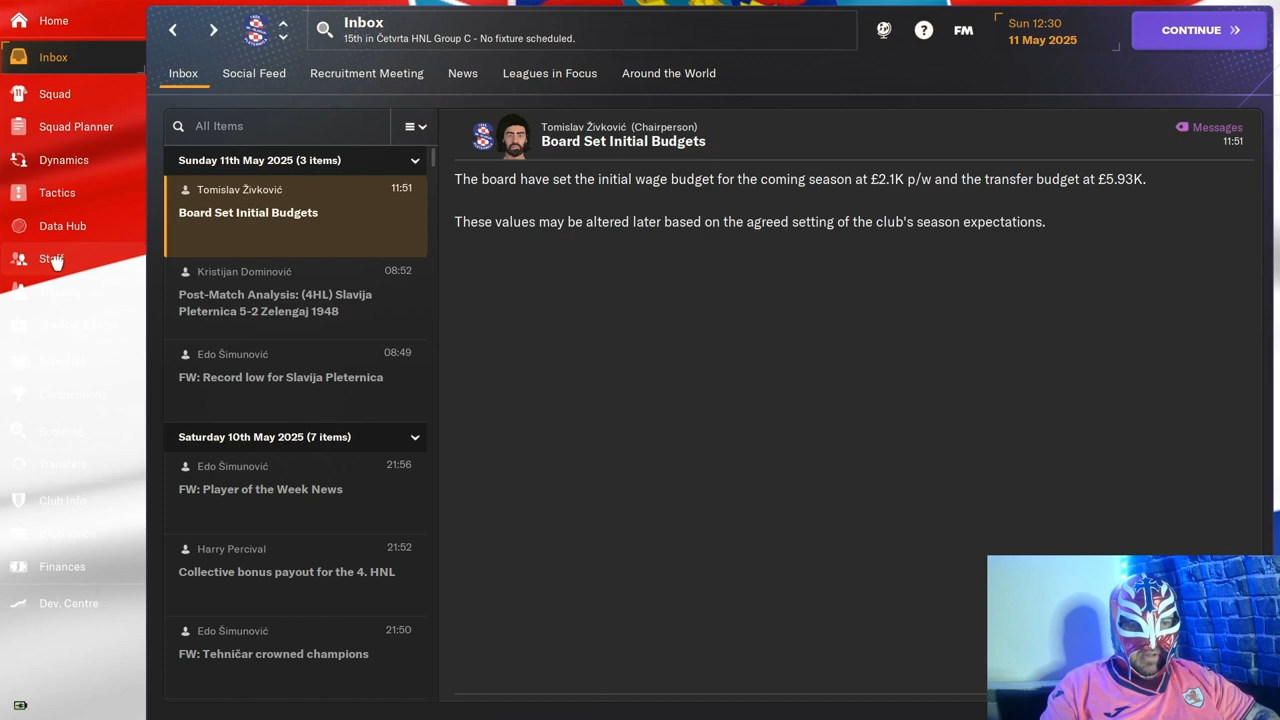 Home
Inbox
Squad
Squad Planner
Dynamics
Tactics
Data Hub
Staff
Competitions
Scouting
Transfers
Club Info
Club Vision
Finances
Dev. Centre
Inbox
15th in Četvrta HNL Group C - No fixture scheduled.
?
FM
Sun 12:30
11 May 2025
CONTINUE
Inbox
Social Feed
Recruitment Meeting
News
Leagues in Focus
Around the World
All Items
Sunday 11th May 2025 (3 items)
Tomislav Živković 11:51
Board Set Initial Budgets
Kristijan Dominović 08:52
Post-Match Analysis: (4HL) Slavija
Pleternica 5-2 Zelengaj 1948
Edo Šimunović 08:49
FW: Record low for Slavija Pleternica
Saturday 10th May 2025 (7 items)
Edo Šimunović 21:56
FW: Player of the Week News
Harry Percival 21:52
Collective bonus payout for the 4. HNL
Edo Šimunović 21:50
FW: Tehničar crowned champions
Tomislav Živković (Chairperson)
Board Set Initial Budgets
Messages
11:51
The board have set the initial wage budget for the coming season at £2.1K p/w and the transfer budget at £5.93K.
These values may be altered later based on the agreed setting of the club's season expectations.